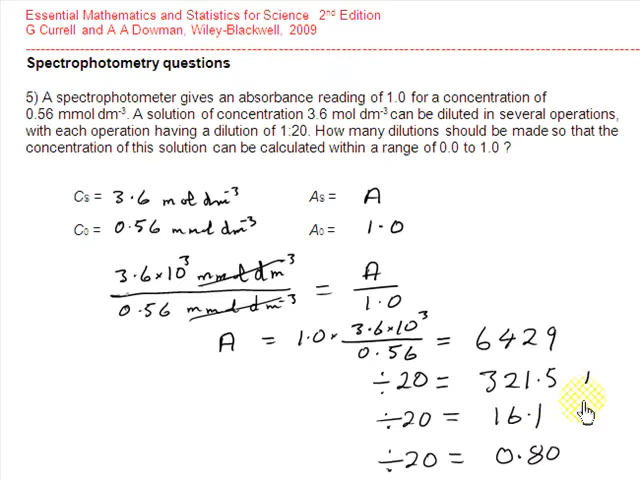 Essential Mathematics and Statistics for Science 2nd Edition
G Currell and A A Dowman, Wiley-Blackwell, 2009
Spectrophotometry questions
5) A spectrophotometer gives an absorbance reading of 1.0 for a concentration of
0.56 mmol dm-3. A solution of concentration 3.6 mol dm-3 can be diluted in several operations,
with each operation having a dilution of 1:20. How many dilutions should be made so that the
concentration of this solution can be calculated within a range of 0.0 to 1.0 ?
Cs = 3.6 mol dm-3 As = A
C0 = 0.56 mmol dm-3 A0 = 1.0
3.6×10^3 mmol dm-3 / 0.56 mmol dm-3 = A / 1.0
A = 1.0 × 3.6×10^3 / 0.56 = 6429
÷20 = 321.5
÷20 = 16.1
÷20 = 0.80